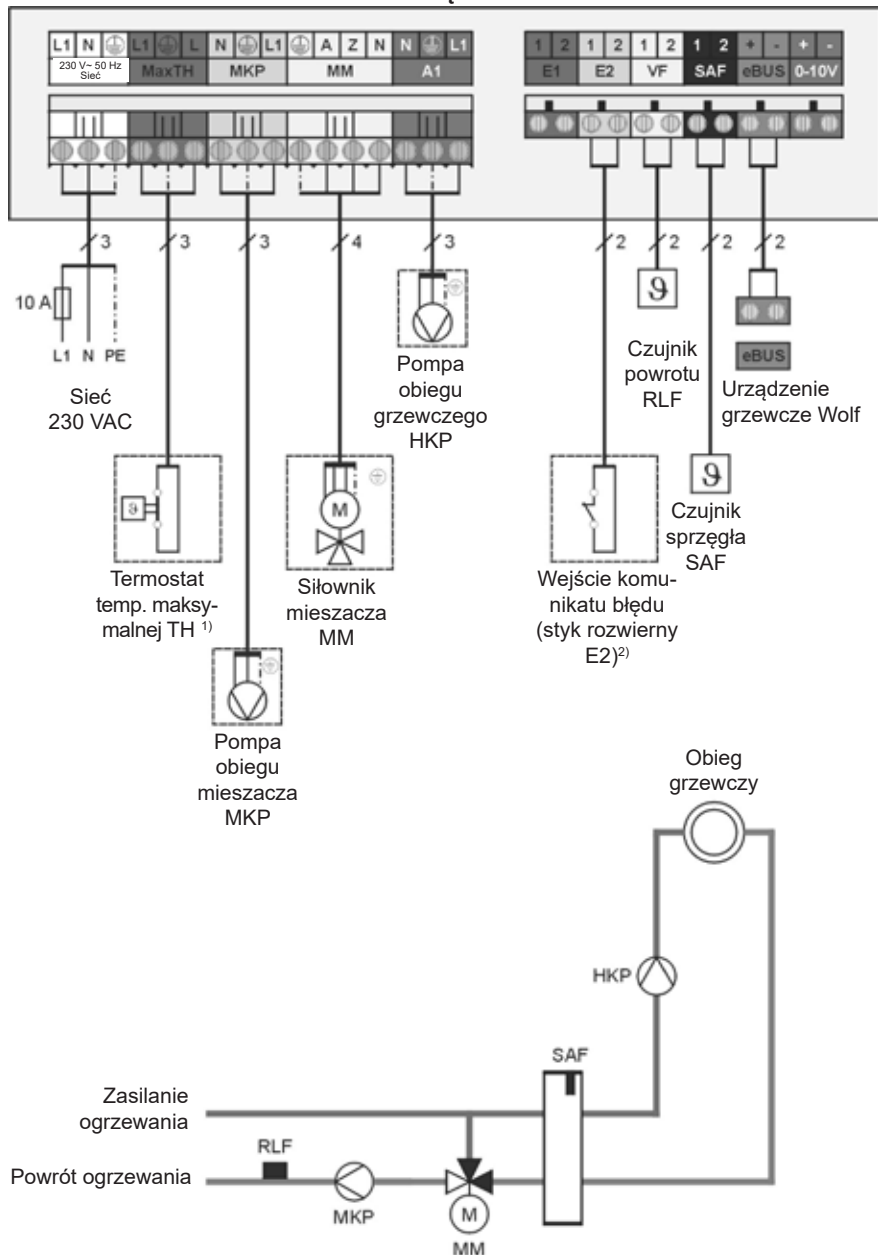 L1 N L1 L N L1 A Z N N L1
230 V~ 50 Hz
Sieć
MaxTH MKP MM A1
1 2 1 2 1 2 1 2 + - + -
E1 E2 VF SAF eBUS 0-10V
3 3 3 4 3 2 2 2 2
10 A
L1 N PE
Sieć
230 VAC
Pompa
obiegu
grzewczego
HKP
Czujnik
powrotu
RLF
eBUS
Urządzenie
grzewcze Wolf
M
Termostat
temp. maksy-
malnej TH 1)
Siłownik
mieszacza
MM
Wejście komu-
nikatu błędu
(styk rozwierny
E2)2)
Czujnik
sprzęgła
SAF
Pompa
obiegu
mieszacza
MKP
Obieg
grzewczy
HKP
SAF
Zasilanie
ogrzewania
RLF
Powrót ogrzewania
MKP
M
MM